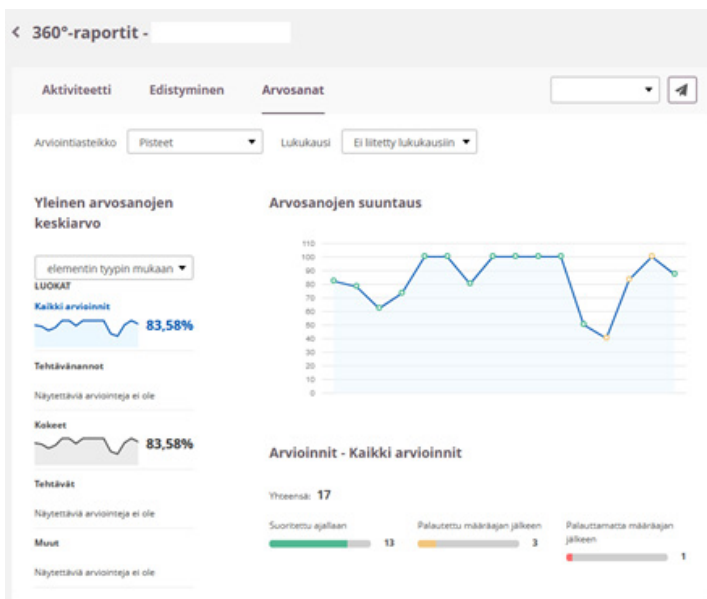 360°-raportit -
Aktiviteetti Edistyminen Arvosanat
Arviointiasteikko Pisteet Lukukausi Ei liitetty lukukausiin
Yleinen arvosanojen
keskiarvo
elementin tyypin mukaan
LUOKAT
Kaikki arvioinnit
83,58%
Tehtävänannot
Näytettäviä arviointeja ei ole
Kokeet
83,58%
Tehtävät
Näytettäviä arviointeja ei ole
Muut
Näytettäviä arviointeja ei ole
Arvosanojen suuntaus
110
100
90
80
70
60
50
40
30
20
10
0
Arvioinnit - Kaikki arvioinnit
Yhteensä: 17
Suoritettu ajallaan
13
Palautettu määräajan jälkeen
3
Palauttamatta määräajan
jälkeen
1